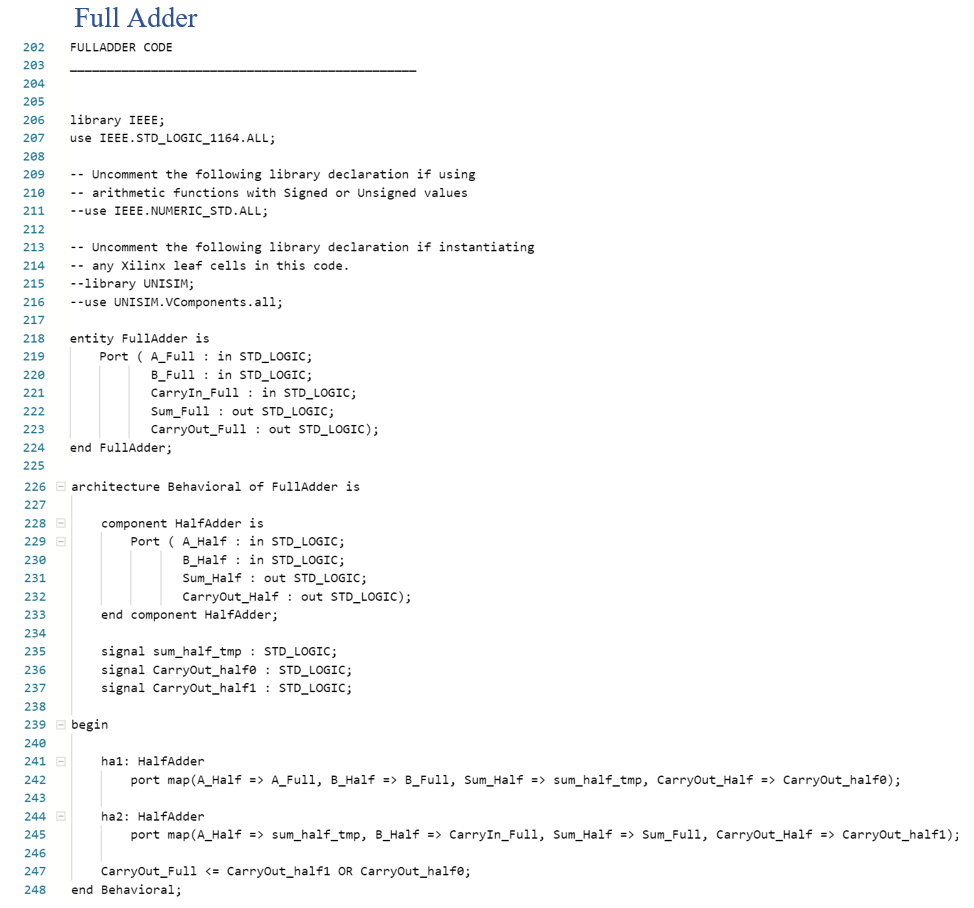 Full Adder
202 FULLADDER CODE
203 _______________________________________________
204
205
206 library IEEE;
207 use IEEE.STD_LOGIC_1164.ALL;
208
209 -- Uncomment the following library declaration if using
210 -- arithmetic functions with Signed or Unsigned values
211 --use IEEE.NUMERIC_STD.ALL;
212
213 -- Uncomment the following library declaration if instantiating
214 -- any Xilinx leaf cells in this code.
215 --library UNISIM;
216 --use UNISIM.VComponents.all;
217
218 entity FullAdder is
219     Port ( A_Full : in STD_LOGIC;
220            B_Full : in STD_LOGIC;
221            CarryIn_Full : in STD_LOGIC;
222            Sum_Full : out STD_LOGIC;
223            CarryOut_Full : out STD_LOGIC);
224 end FullAdder;
225
226 architecture Behavioral of FullAdder is
227
228     component HalfAdder is
229         Port ( A_Half : in STD_LOGIC;
230                B_Half : in STD_LOGIC;
231                Sum_Half : out STD_LOGIC;
232                CarryOut_Half : out STD_LOGIC);
233     end component HalfAdder;
234
235     signal sum_half_tmp : STD_LOGIC;
236     signal CarryOut_half0 : STD_LOGIC;
237     signal CarryOut_half1 : STD_LOGIC;
238
239 begin
240
241     ha1: HalfAdder
242         port map(A_Half => A_Full, B_Half => B_Full, Sum_Half => sum_half_tmp, CarryOut_Half => CarryOut_half0);
243
244     ha2: HalfAdder
245         port map(A_Half => sum_half_tmp, B_Half => CarryIn_Full, Sum_Half => Sum_Full, CarryOut_Half => CarryOut_half1);
246
247     CarryOut_Full <= CarryOut_half1 OR CarryOut_half0;
248 end Behavioral;